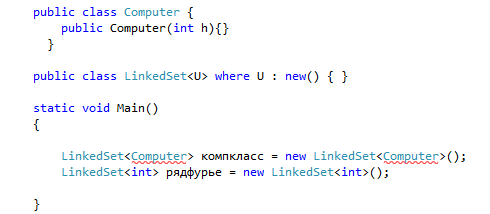 public class Computer {
public Computer(int h){}
}
public class LinkedSet<U> where U : new() { }
static void Main()
{
LinkedSet<Computer> компкласс = new LinkedSet<Computer>();
LinkedSet<int> рядфурье = new LinkedSet<int>();
}